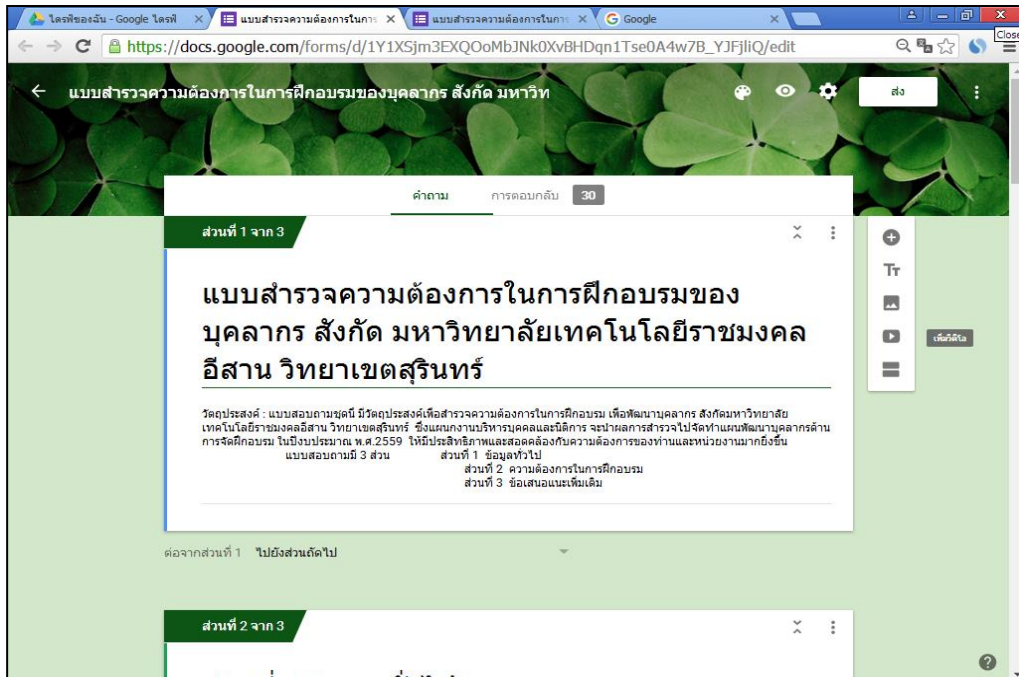 ไดรฟ์ของฉัน - Google ไดรฟ์
แบบสำรวจความต้องการในการ
แบบสำรวจความต้องการในการ
Google
Close
https://docs.google.com/forms/d/1Y1XSjm3EXQOoMbJNk0XvBHDqn1Tse0A4w7B_YJFjliQ/edit
แบบสำรวจความต้องการในการฝึกอบรมของบุคลากร สังกัด มหาวิท
ส่ง
คำถาม การตอบกลับ 30
ส่วนที่ 1 จาก 3
แบบสำรวจความต้องการในการฝึกอบรมของ
บุคลากร สังกัด มหาวิทยาลัยเทคโนโลยีราชมงคล
อีสาน วิทยาเขตสุรินทร์
Tт
เพิ่มวิดีโอ
วัตถุประสงค์ : แบบสอบถามชุดนี้ มีวัตถุประสงค์เพื่อสำรวจความต้องการในการฝึกอบรม เพื่อพัฒนาบุคลากร สังกัดมหาวิทยาลัย
เทคโนโลยีราชมงคลอีสาน วิทยาเขตสุรินทร์ ซึ่งแผนกงานบริหารบุคคลและนิติการ จะนำผลการสำรวจไปจัดทำแผนพัฒนาบุคลากรด้าน
การจัดฝึกอบรม ในปีงบประมาณ พ.ศ.2559 ให้มีประสิทธิภาพและสอดคล้องกับความต้องการของท่านและหน่วยงานมากยิ่งขึ้น
แบบสอบถามมี 3 ส่วน ส่วนที่ 1 ข้อมูลทั่วไป
ส่วนที่ 2 ความต้องการในการฝึกอบรม
ส่วนที่ 3 ข้อเสนอแนะเพิ่มเติม
ต่อจากส่วนที่ 1 ไปยังส่วนถัดไป
ส่วนที่ 2 จาก 3